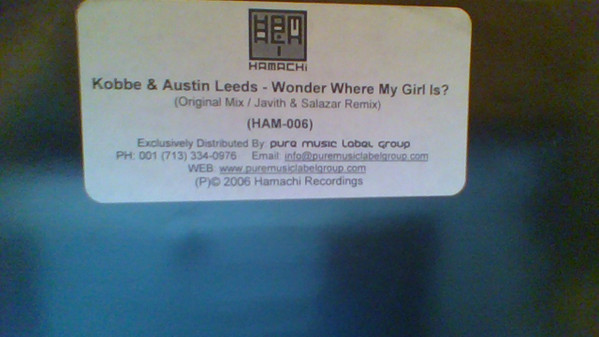 HAMACHi
Kobbe & Austin Leeds - Wonder Where My Girl Is?
(Original Mix / Javith & Salazar Remix)
(HAM-006)
Exclusively Distributed By: pure music Label group
PH: 001 (713) 334-0976 Email: info@puremusiclabelgroup.com
WEB: www.puremusiclabelgroup.com
(P)© 2006 Hamachi Recordings